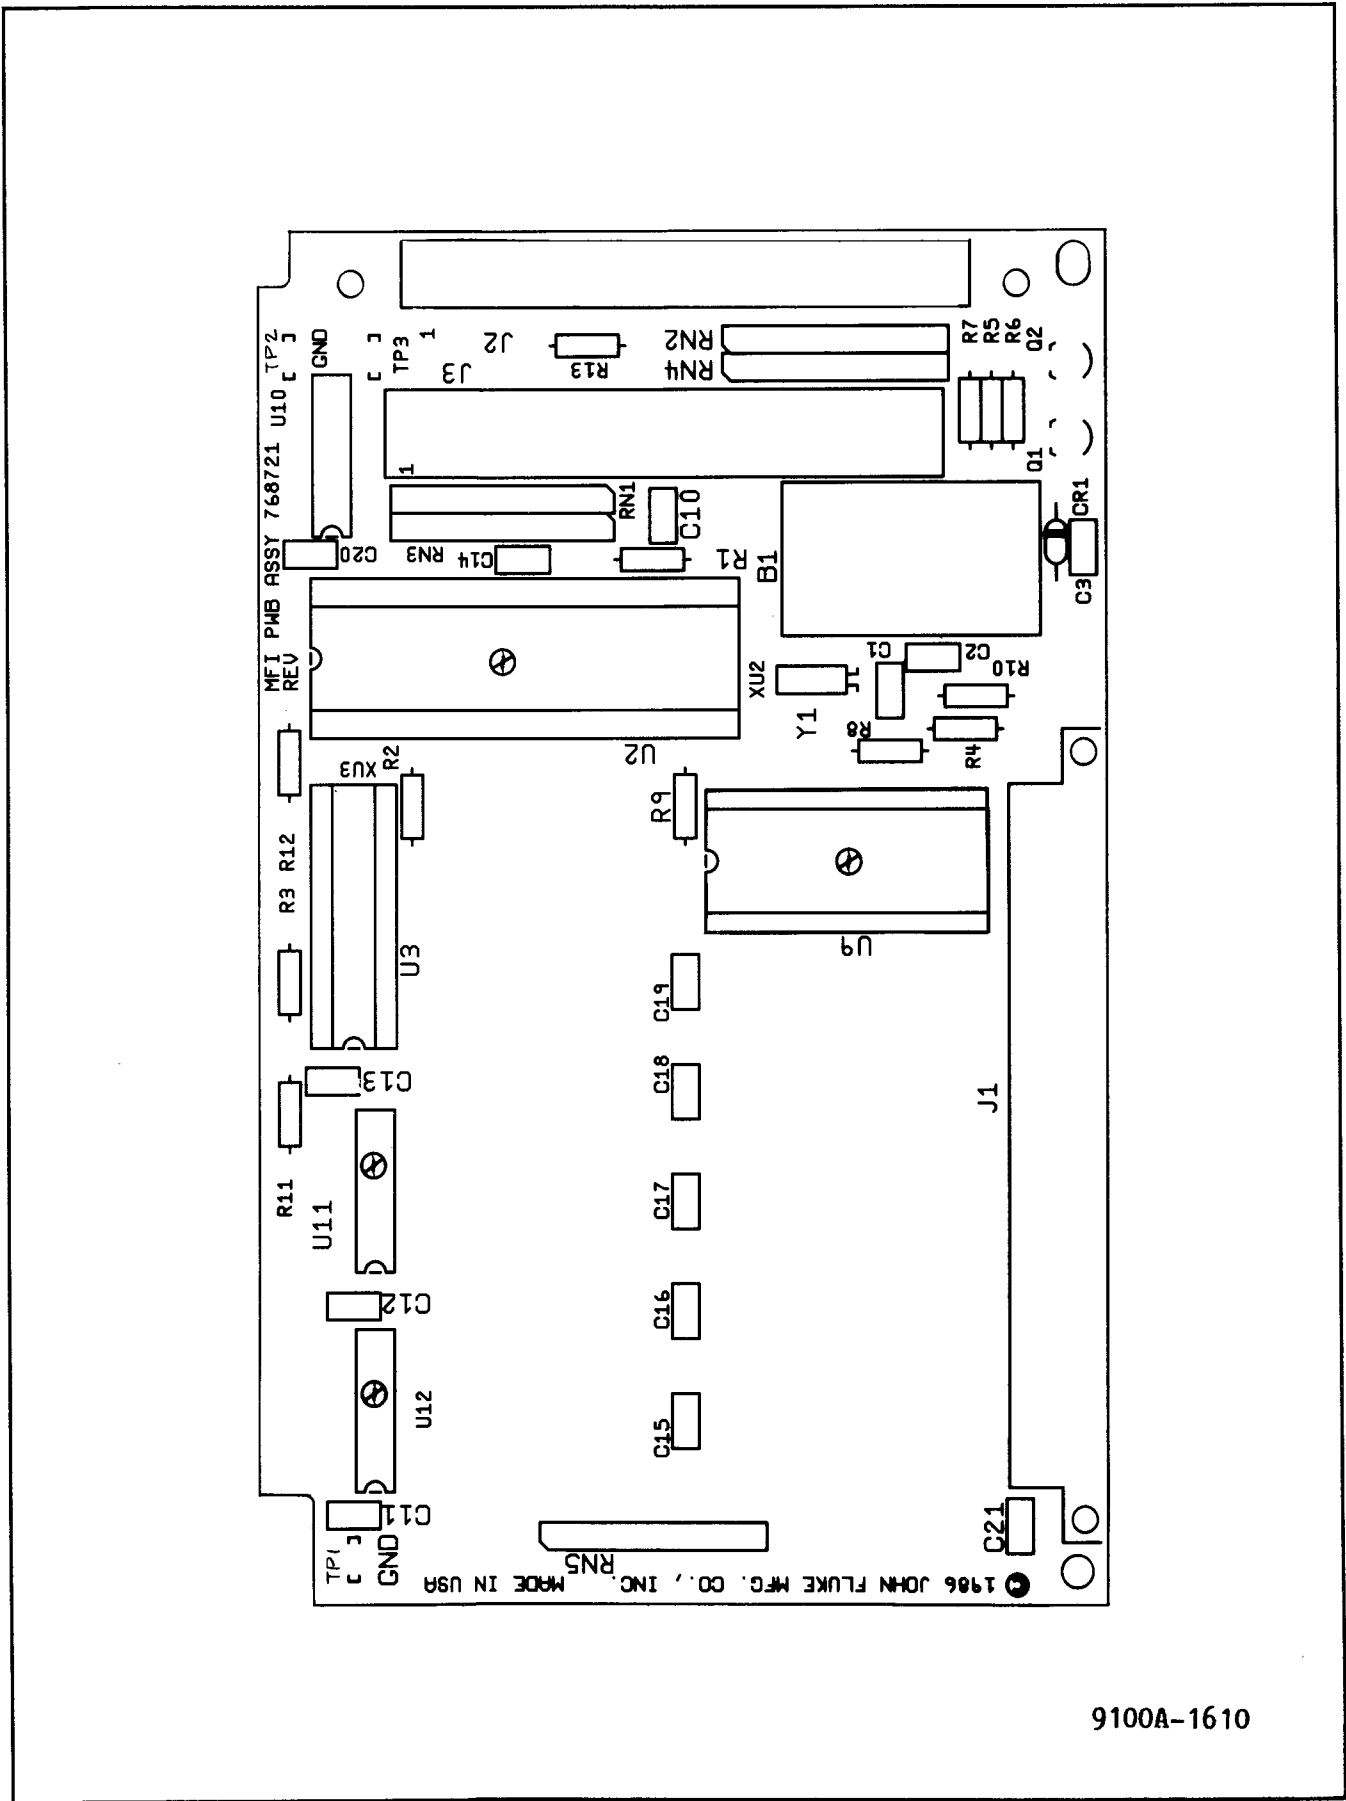 TP2
GND
TP3
1
J2
J3
R13
RN2
RN4
R7
R5
R6
Q2
U10
1
Q1
MFI PWB ASSY 768721
REV
C20
RN3
RN1
C14
C10
R1
B1
CR1
C3
XU2
Y1
C1
C2
R10
R8
R4
U2
XU3
R2
R9
R12
R3
U3
U9
C19
C13
C18
J1
R11
U11
C17
C12
C16
U12
C15
C11
TP1
GND
RN5
C21
1986 JOHN FLUKE MFG. CO., INC. MADE IN USA
9100A-1610